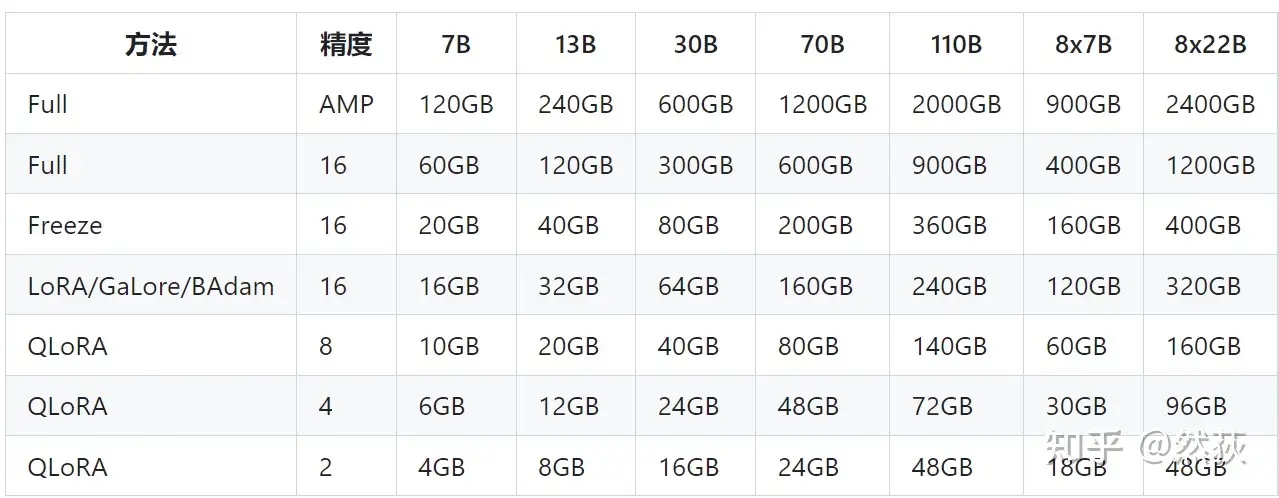 方法 精度 7B 13B 30B 70B 110B 8x7B 8x22B
Full AMP 120GB 240GB 600GB 1200GB 2000GB 900GB 2400GB
Full 16 60GB 120GB 300GB 600GB 900GB 400GB 1200GB
Freeze 16 20GB 40GB 80GB 200GB 360GB 160GB 400GB
LoRA/GaLore/BAdam 16 16GB 32GB 64GB 160GB 240GB 120GB 320GB
QLoRA 8 10GB 20GB 40GB 80GB 140GB 60GB 160GB
QLoRA 4 6GB 12GB 24GB 48GB 72GB 30GB 96GB
QLoRA 2 4GB 8GB 16GB 24GB 48GB 18GB 48GB
知乎 @然荻